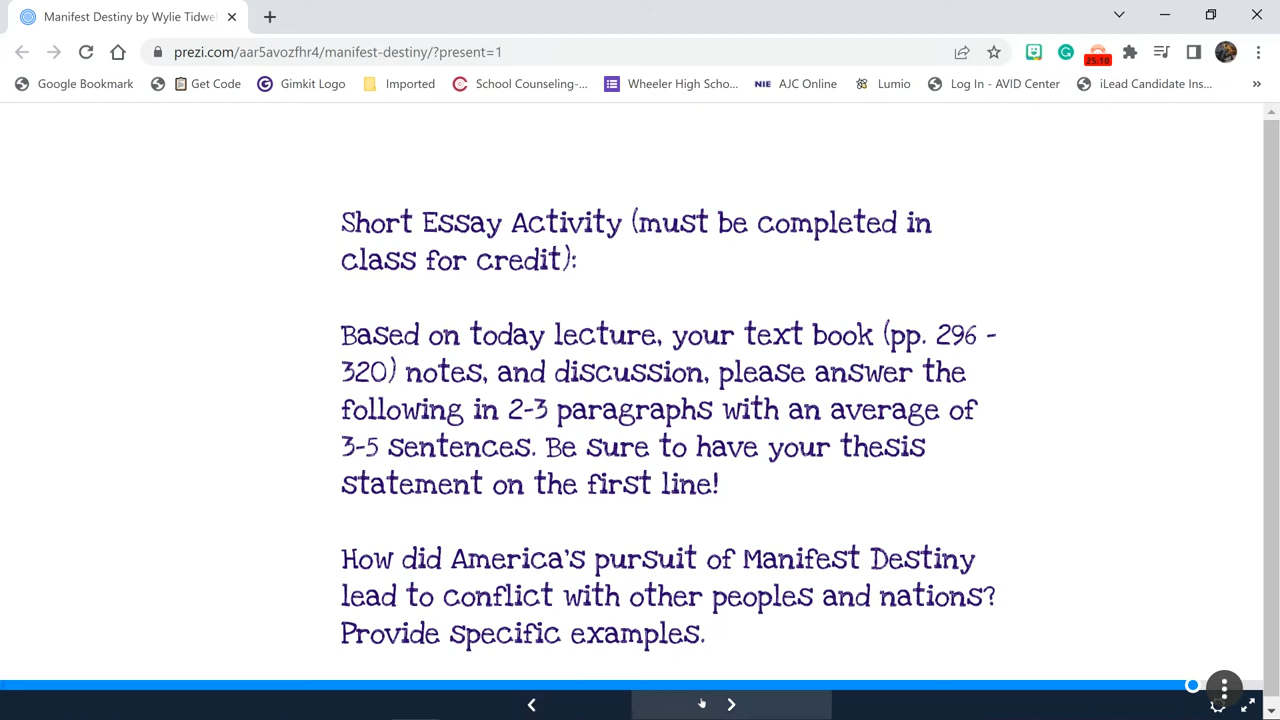 Manifest Destiny by Wylie Tidwel
prezi.com/aar5avozfhr4/manifest-destiny/?present=1
25:18
Google Bookmark
Get Code
Gimkit Logo
Imported
School Counseling-...
Wheeler High Scho...
NIE AJC Online
Lumio
Log In - AVID Center
iLead Candidate Ins...
Short Essay Activity (must be completed in
class for credit):
Based on today lecture, your text book (pp. 296 -
320) notes, and discussion, please answer the
following in 2-3 paragraphs with an average of
3-5 sentences. Be sure to have your thesis
statement on the first line!
How did America's pursuit of Manifest Destiny
lead to conflict with other peoples and nations?
Provide specific examples.